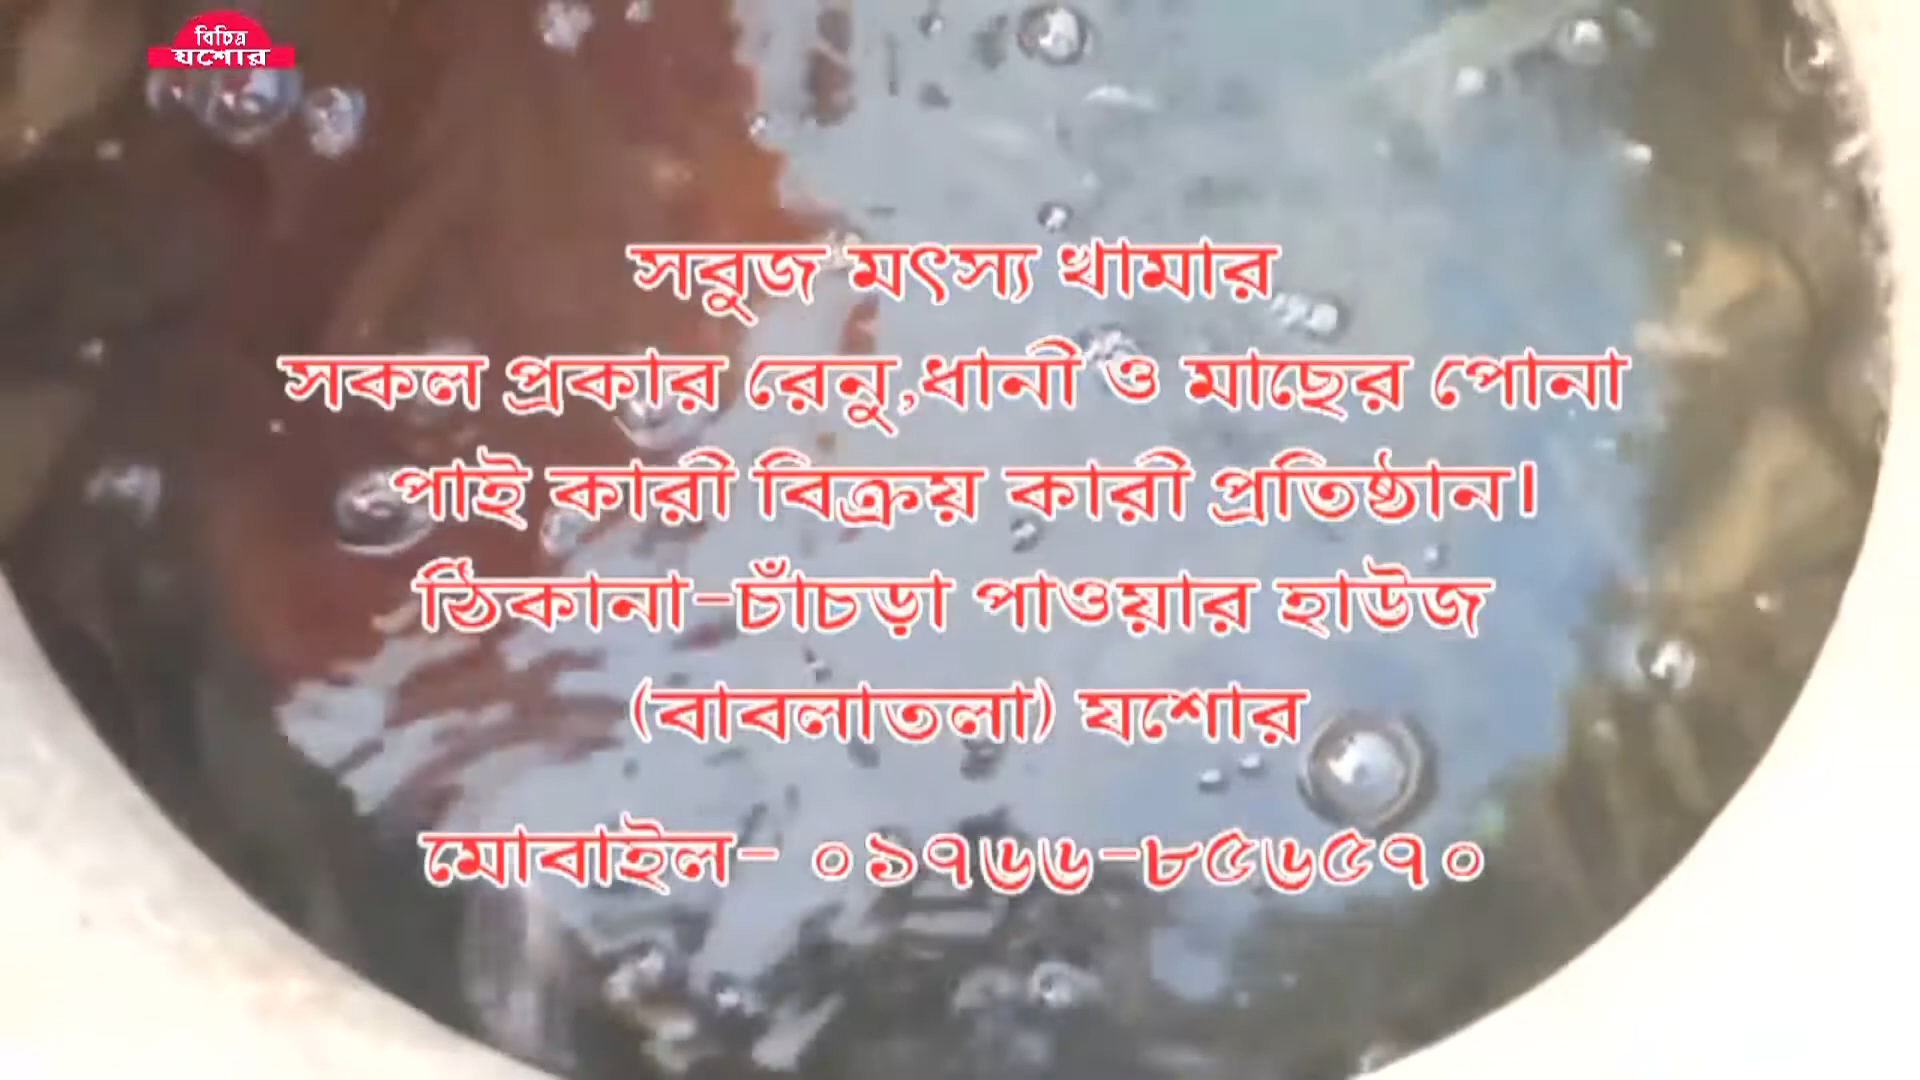 বিচিত্র
যশোর
সবুজ মৎস্য খামার
সকল প্রকার রেনু,ধানী ও মাছের পোনা
পাই কারী বিক্রয় কারী প্রতিষ্ঠান।
ঠিকানা-চাঁচড়া পাওয়ার হাউজ
(বাবলাতলা) যশোর
মোবাইল- ০১৭৬৬-৮৫৬৫৭০